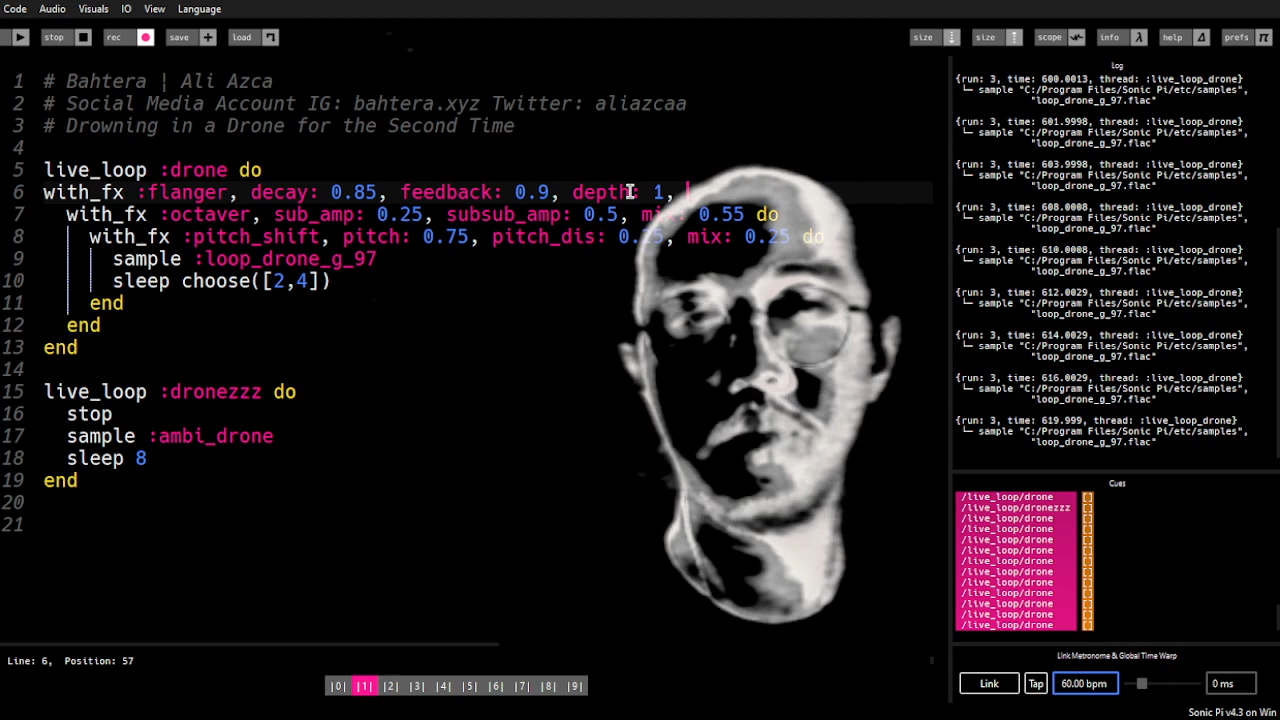 Code Audio Visuals IO View Language
stop rec save load size size scope info help prefs
1 # Bahtera | Ali Azca
2 # Social Media Account IG: bahtera.xyz Twitter: aliazcaa
3 # Drowning in a Drone for the Second Time
4
5 live_loop :drone do
6 with_fx :flanger, decay: 0.85, feedback: 0.9, depth: 1,
7 with_fx :octaver, sub_amp: 0.25, subsub_amp: 0.5, mix: 0.55 do
8 with_fx :pitch_shift, pitch: 0.75, pitch_dis: 0.25, mix: 0.25 do
9 sample :loop_drone_g_97
10 sleep choose([2,4])
11 end
12 end
13 end
14
15 live_loop :dronezzz do
16 stop
17 sample :ambi_drone
18 sleep 8
19 end
20
21
Line: 6, Position: 57
|0| |1| |2| |3| |4| |5| |6| |7| |8| |9|
Log
{run: 3, time: 600.0013, thread: :live_loop_drone}
└─ sample "C:/Program Files/Sonic Pi/etc/samples",
"loop_drone_g_97.flac"
{run: 3, time: 601.9998, thread: :live_loop_drone}
└─ sample "C:/Program Files/Sonic Pi/etc/samples",
"loop_drone_g_97.flac"
{run: 3, time: 603.9998, thread: :live_loop_drone}
└─ sample "C:/Program Files/Sonic Pi/etc/samples",
"loop_drone_g_97.flac"
{run: 3, time: 608.0008, thread: :live_loop_drone}
└─ sample "C:/Program Files/Sonic Pi/etc/samples",
"loop_drone_g_97.flac"
{run: 3, time: 610.0008, thread: :live_loop_drone}
└─ sample "C:/Program Files/Sonic Pi/etc/samples",
"loop_drone_g_97.flac"
{run: 3, time: 612.0029, thread: :live_loop_drone}
└─ sample "C:/Program Files/Sonic Pi/etc/samples",
"loop_drone_g_97.flac"
{run: 3, time: 614.0029, thread: :live_loop_drone}
└─ sample "C:/Program Files/Sonic Pi/etc/samples",
"loop_drone_g_97.flac"
{run: 3, time: 616.0029, thread: :live_loop_drone}
└─ sample "C:/Program Files/Sonic Pi/etc/samples",
"loop_drone_g_97.flac"
{run: 3, time: 619.999, thread: :live_loop_drone}
└─ sample "C:/Program Files/Sonic Pi/etc/samples",
"loop_drone_g_97.flac"
Cues
/live_loop/drone []
/live_loop/dronezzz []
/live_loop/drone []
/live_loop/drone []
/live_loop/drone []
/live_loop/drone []
/live_loop/drone []
/live_loop/drone []
/live_loop/drone []
/live_loop/drone []
/live_loop/drone []
/live_loop/drone []
/live_loop/drone []
Link Metronome & Global Time Warp
Link Tap 60.00 bpm 0 ms
Sonic Pi v4.3 on Win